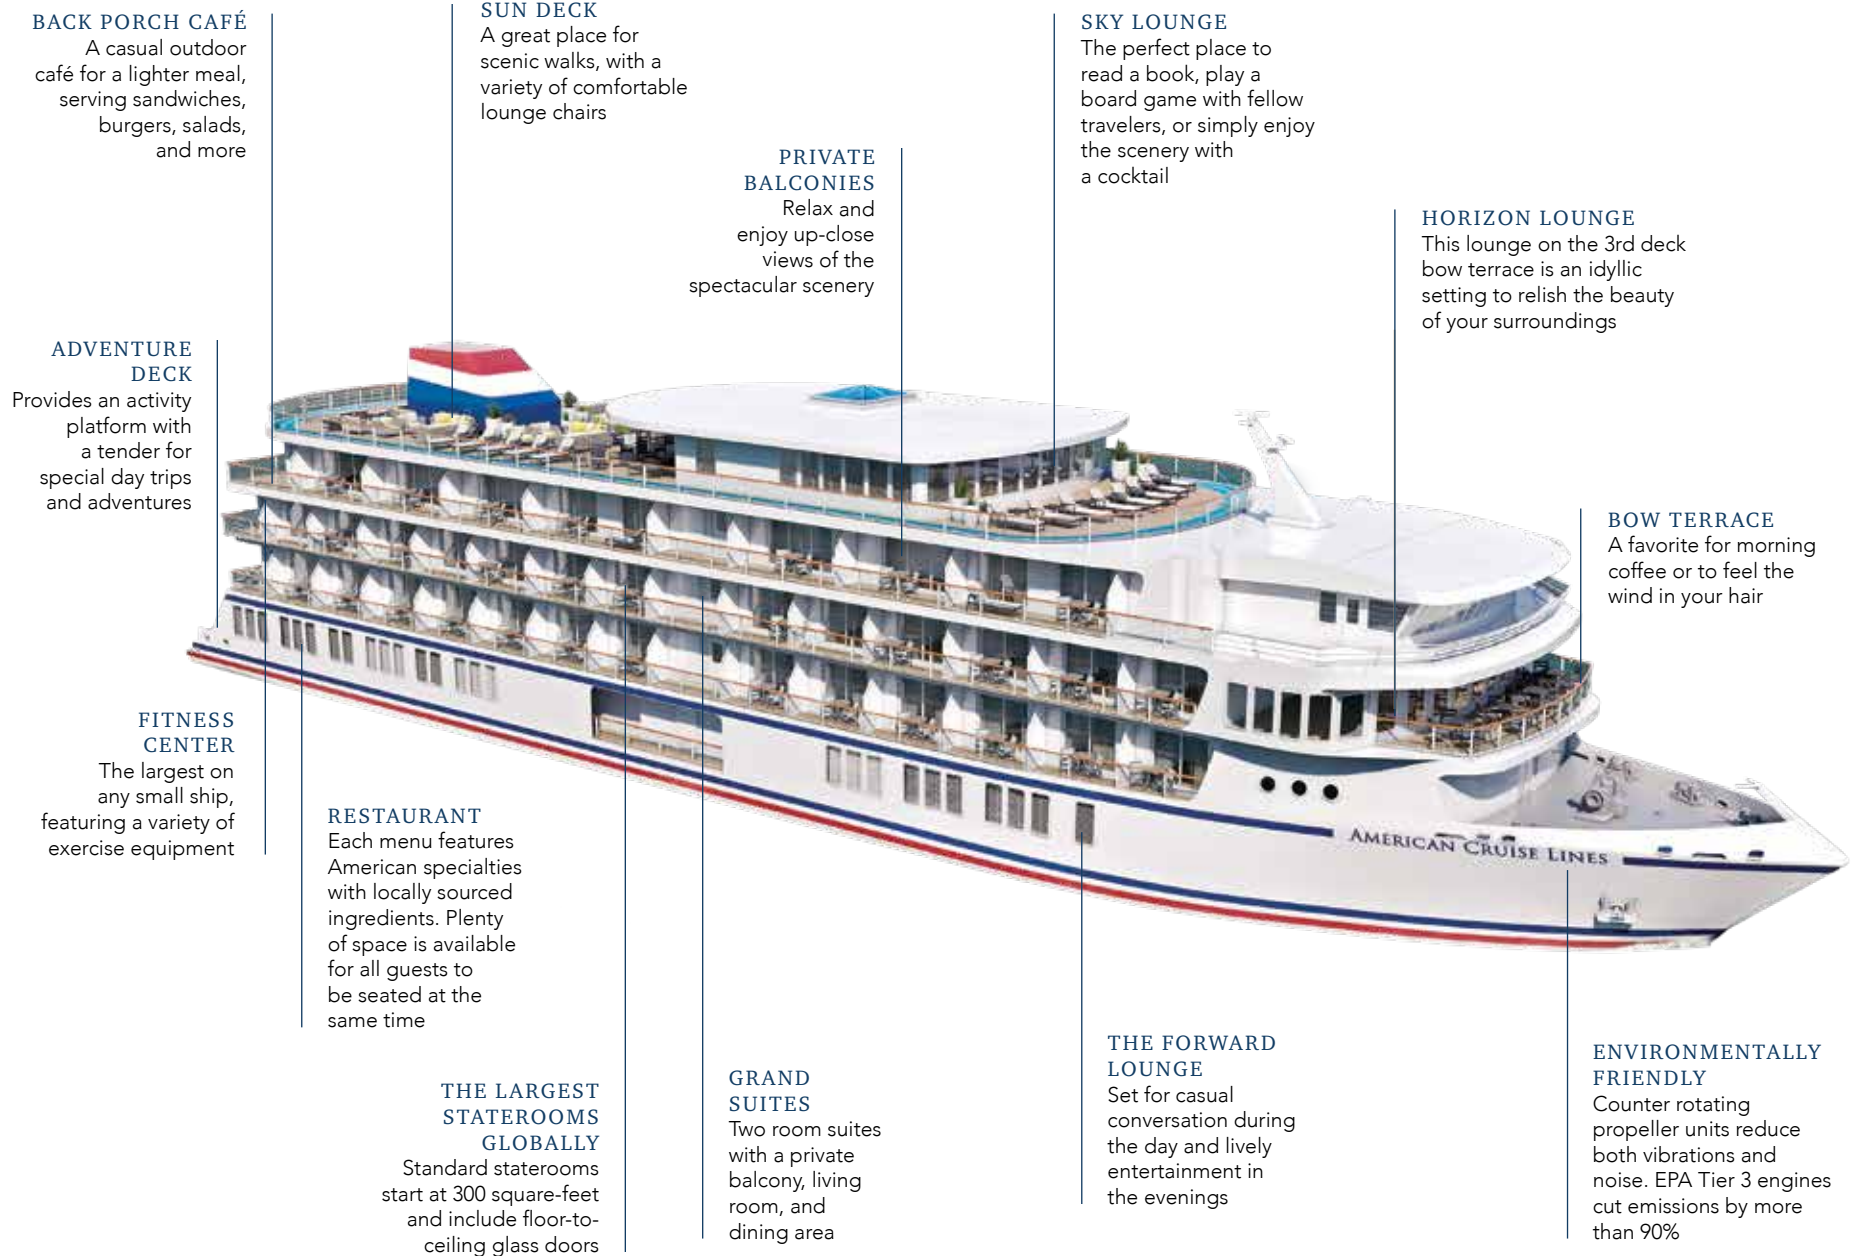 BACK PORCH CAFÉ
A casual outdoor
café for a lighter meal,
serving sandwiches,
burgers, salads,
and more
SUN DECK
A great place for
scenic walks, with a
variety of comfortable
lounge chairs
PRIVATE
BALCONIES
Relax and
enjoy up-close
views of the
spectacular scenery
SKY LOUNGE
The perfect place to
read a book, play a
board game with fellow
travelers, or simply enjoy
the scenery with
a cocktail
HORIZON LOUNGE
This lounge on the 3rd deck
bow terrace is an idyllic
setting to relish the beauty
of your surroundings
ADVENTURE
DECK
Provides an activity
platform with
a tender for
special day trips
and adventures
BOW TERRACE
A favorite for morning
coffee or to feel the
wind in your hair
FITNESS
CENTER
The largest on
any small ship,
featuring a variety of
exercise equipment
RESTAURANT
Each menu features
American specialties
with locally sourced
ingredients. Plenty
of space is available
for all guests to
be seated at the
same time
AMERICAN CRUISE LINES
THE LARGEST
STATEROOMS
GLOBALLY
Standard staterooms
start at 300 square-feet
and include floor-to-
ceiling glass doors
GRAND
SUITES
Two room suites
with a private
balcony, living
room, and
dining area
THE FORWARD
LOUNGE
Set for casual
conversation during
the day and lively
entertainment in
the evenings
ENVIRONMENTALLY
FRIENDLY
Counter rotating
propeller units reduce
both vibrations and
noise. EPA Tier 3 engines
cut emissions by more
than 90%